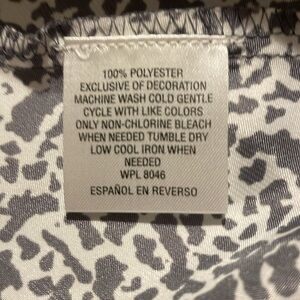 100% POLYESTER
EXCLUSIVE OF DECORATION
MACHINE WASH COLD GENTLE
CYCLE WITH LIKE COLORS
ONLY NON-CHLORINE BLEACH
WHEN NEEDED TUMBLE DRY
LOW COOL IRON WHEN
NEEDED
WPL 8046
ESPAÑOL EN REVERSO